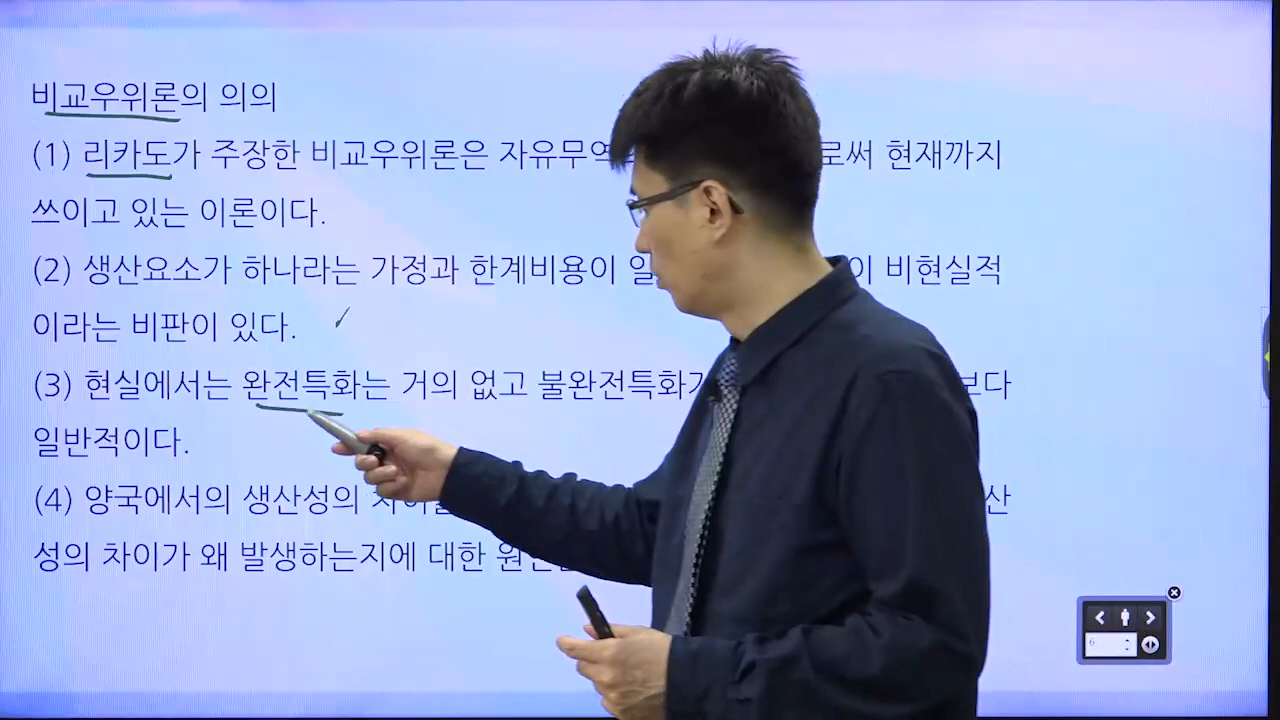 비교우위론의 의의
(1) 리카도가 주장한 비교우위론은 자유무역 로써 현재까지
쓰이고 있는 이론이다.
(2) 생산요소가 하나라는 가정과 한계비용이 비현실적
이라는 비판이 있다.
(3) 현실에서는 완전특화는 거의 없고 불완전특화가 보다
일반적이다.
(4) 양국에서의 생산성의
성의 차이가 왜 발생하는지에 대한
6